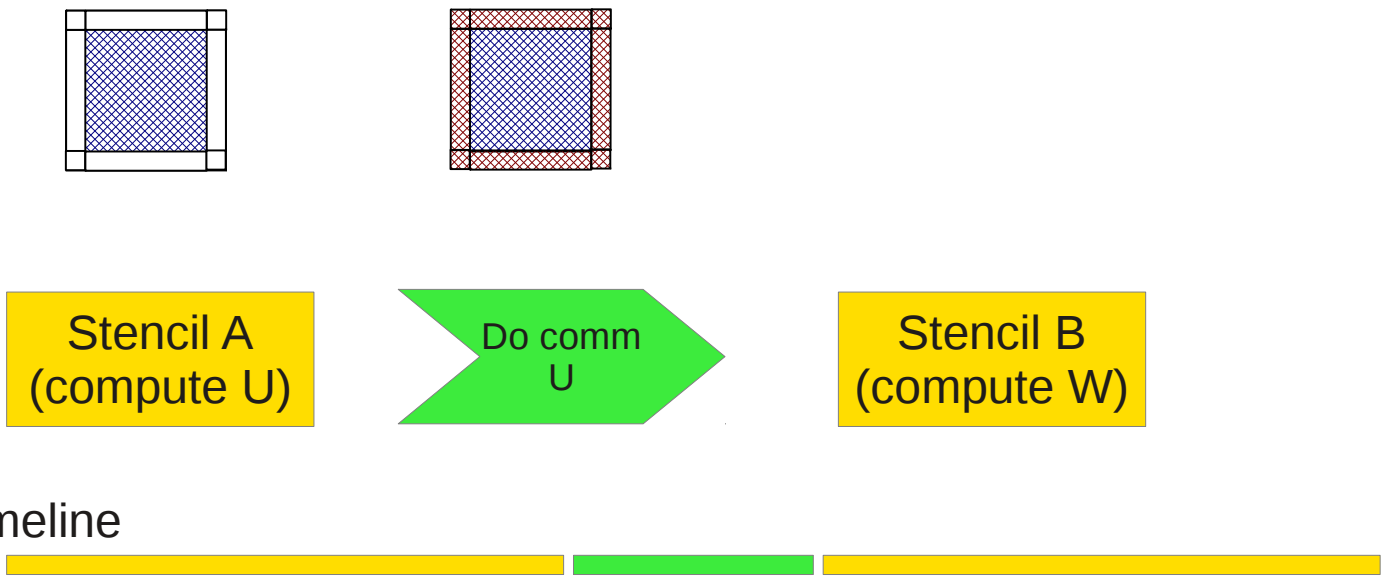 Stencil A
(compute U)
Do comm
U
Stencil B
(compute W)
meline